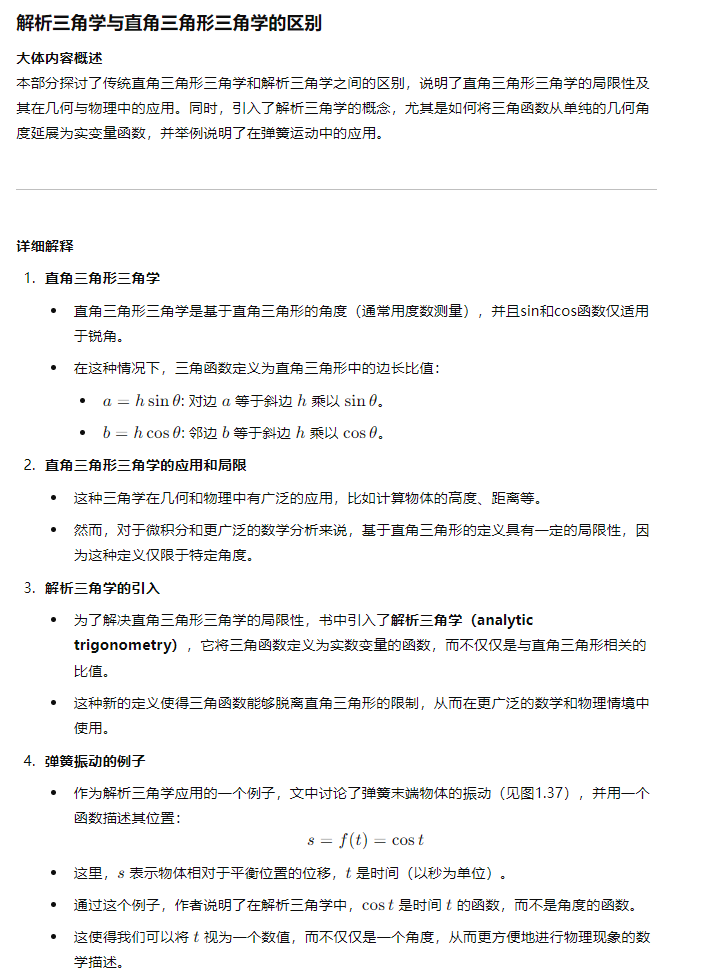 解析三角学与直角三角形三角学的区别
大体内容概述
本部分探讨了传统直角三角形三角学和解析三角学之间的区别，说明了直角三角形三角学的局限性及
其在几何与物理中的应用。同时，引入了解析三角学的概念，尤其是如何将三角函数从单纯的几何角
度延展为实变量函数，并举例说明了在弹簧运动中的应用。
详细解释
1. 直角三角形三角学
• 直角三角形三角学是基于直角三角形的角度（通常用度数测量），并且sin和cos函数仅适用
于锐角。
• 在这种情况下，三角函数定义为直角三角形中的边长比值：
• a = h sin θ: 对边 a 等于斜边 h 乘以 sin θ。
• b = h cos θ: 邻边 b 等于斜边 h 乘以 cos θ。
2. 直角三角形三角学的应用和局限
• 这种三角学在几何和物理中有广泛的应用，比如计算物体的高度、距离等。
• 然而，对于微积分和更广泛的数学分析来说，基于直角三角形的定义具有一定的局限性，因
为这种定义仅限于特定角度。
3. 解析三角学的引入
• 为了解决直角三角形三角学的局限性，书中引入了解析三角学（analytic
trigonometry），它将三角函数定义为实数变量的函数，而不仅仅是与直角三角形相关的
比值。
• 这种新的定义使得三角函数能够脱离直角三角形的限制，从而在更广泛的数学和物理情境中
使用。
4. 弹簧振动的例子
• 作为解析三角学应用的一个例子，文中讨论了弹簧末端物体的振动（见图1.37），并用一个
函数描述其位置：
s = f(t) = cos t
• 这里，s 表示物体相对于平衡位置的位移，t 是时间（以秒为单位）。
• 通过这个例子，作者说明了在解析三角学中，cos t 是时间 t 的函数，而不是角度的函数。
• 这使得我们可以将 t 视为一个数值，而不仅仅是一个角度，从而更方便地进行物理现象的数
学描述。